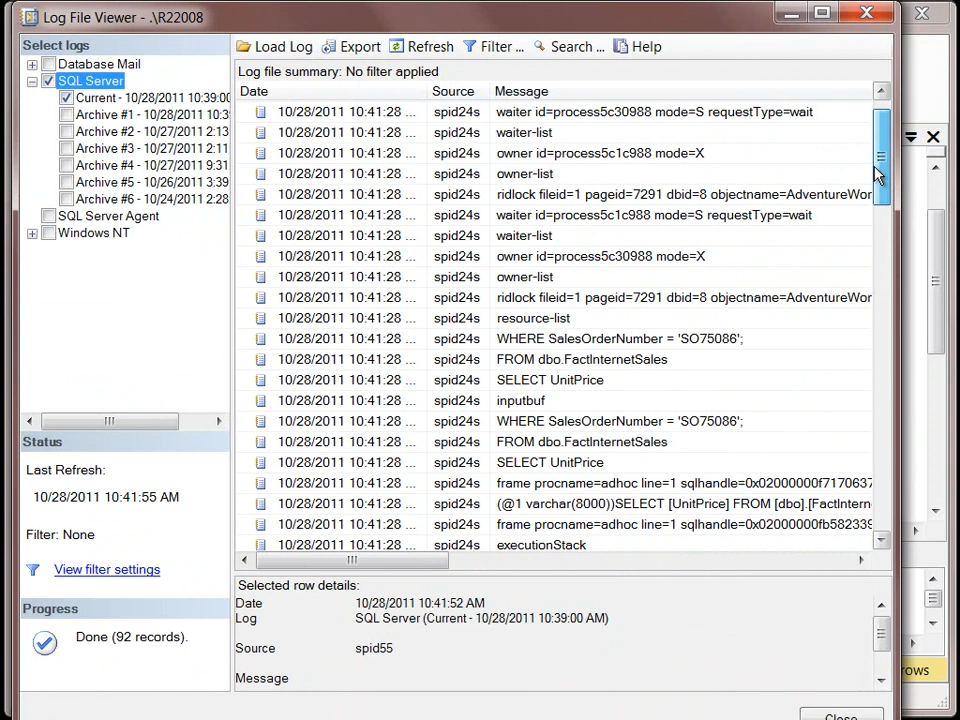 Log File Viewer - .\R22008
Select logs
Database Mail
SQL Server
Current - 10/28/2011 10:39:00
Archive #1 - 10/28/2011 10:3
Archive #2 - 10/27/2011 2:13
Archive #3 - 10/27/2011 2:11
Archive #4 - 10/27/2011 9:31
Archive #5 - 10/26/2011 3:39
Archive #6 - 10/24/2011 2:28
SQL Server Agent
Windows NT
Status
Last Refresh:
10/28/2011 10:41:55 AM
Filter: None
View filter settings
Progress
Done (92 records).
Load Log Export Refresh Filter ... Search ... Help
Log file summary: No filter applied
Date Source Message
10/28/2011 10:41:28 ... spid24s waiter id=process5c30988 mode=S requestType=wait
10/28/2011 10:41:28 ... spid24s waiter-list
10/28/2011 10:41:28 ... spid24s owner id=process5c1c988 mode=X
10/28/2011 10:41:28 ... spid24s owner-list
10/28/2011 10:41:28 ... spid24s ridlock fileid=1 pageid=7291 dbid=8 objectname=AdventureWor
10/28/2011 10:41:28 ... spid24s waiter id=process5c1c988 mode=S requestType=wait
10/28/2011 10:41:28 ... spid24s waiter-list
10/28/2011 10:41:28 ... spid24s owner id=process5c30988 mode=X
10/28/2011 10:41:28 ... spid24s owner-list
10/28/2011 10:41:28 ... spid24s ridlock fileid=1 pageid=7291 dbid=8 objectname=AdventureWor
10/28/2011 10:41:28 ... spid24s resource-list
10/28/2011 10:41:28 ... spid24s WHERE SalesOrderNumber = 'SO75086';
10/28/2011 10:41:28 ... spid24s FROM dbo.FactInternetSales
10/28/2011 10:41:28 ... spid24s SELECT UnitPrice
10/28/2011 10:41:28 ... spid24s inputbuf
10/28/2011 10:41:28 ... spid24s WHERE SalesOrderNumber = 'SO75086';
10/28/2011 10:41:28 ... spid24s FROM dbo.FactInternetSales
10/28/2011 10:41:28 ... spid24s SELECT UnitPrice
10/28/2011 10:41:28 ... spid24s frame procname=adhoc line=1 sqlhandle=0x02000000f7170637
10/28/2011 10:41:28 ... spid24s (@1 varchar(8000))SELECT [UnitPrice] FROM [dbo].[FactIntern
10/28/2011 10:41:28 ... spid24s frame procname=adhoc line=1 sqlhandle=0x02000000fb582339
10/28/2011 10:41:28 ... spid24s executionStack
Selected row details:
Date 10/28/2011 10:41:52 AM
Log SQL Server (Current - 10/28/2011 10:39:00 AM)
Source spid55
Message
Close
ows